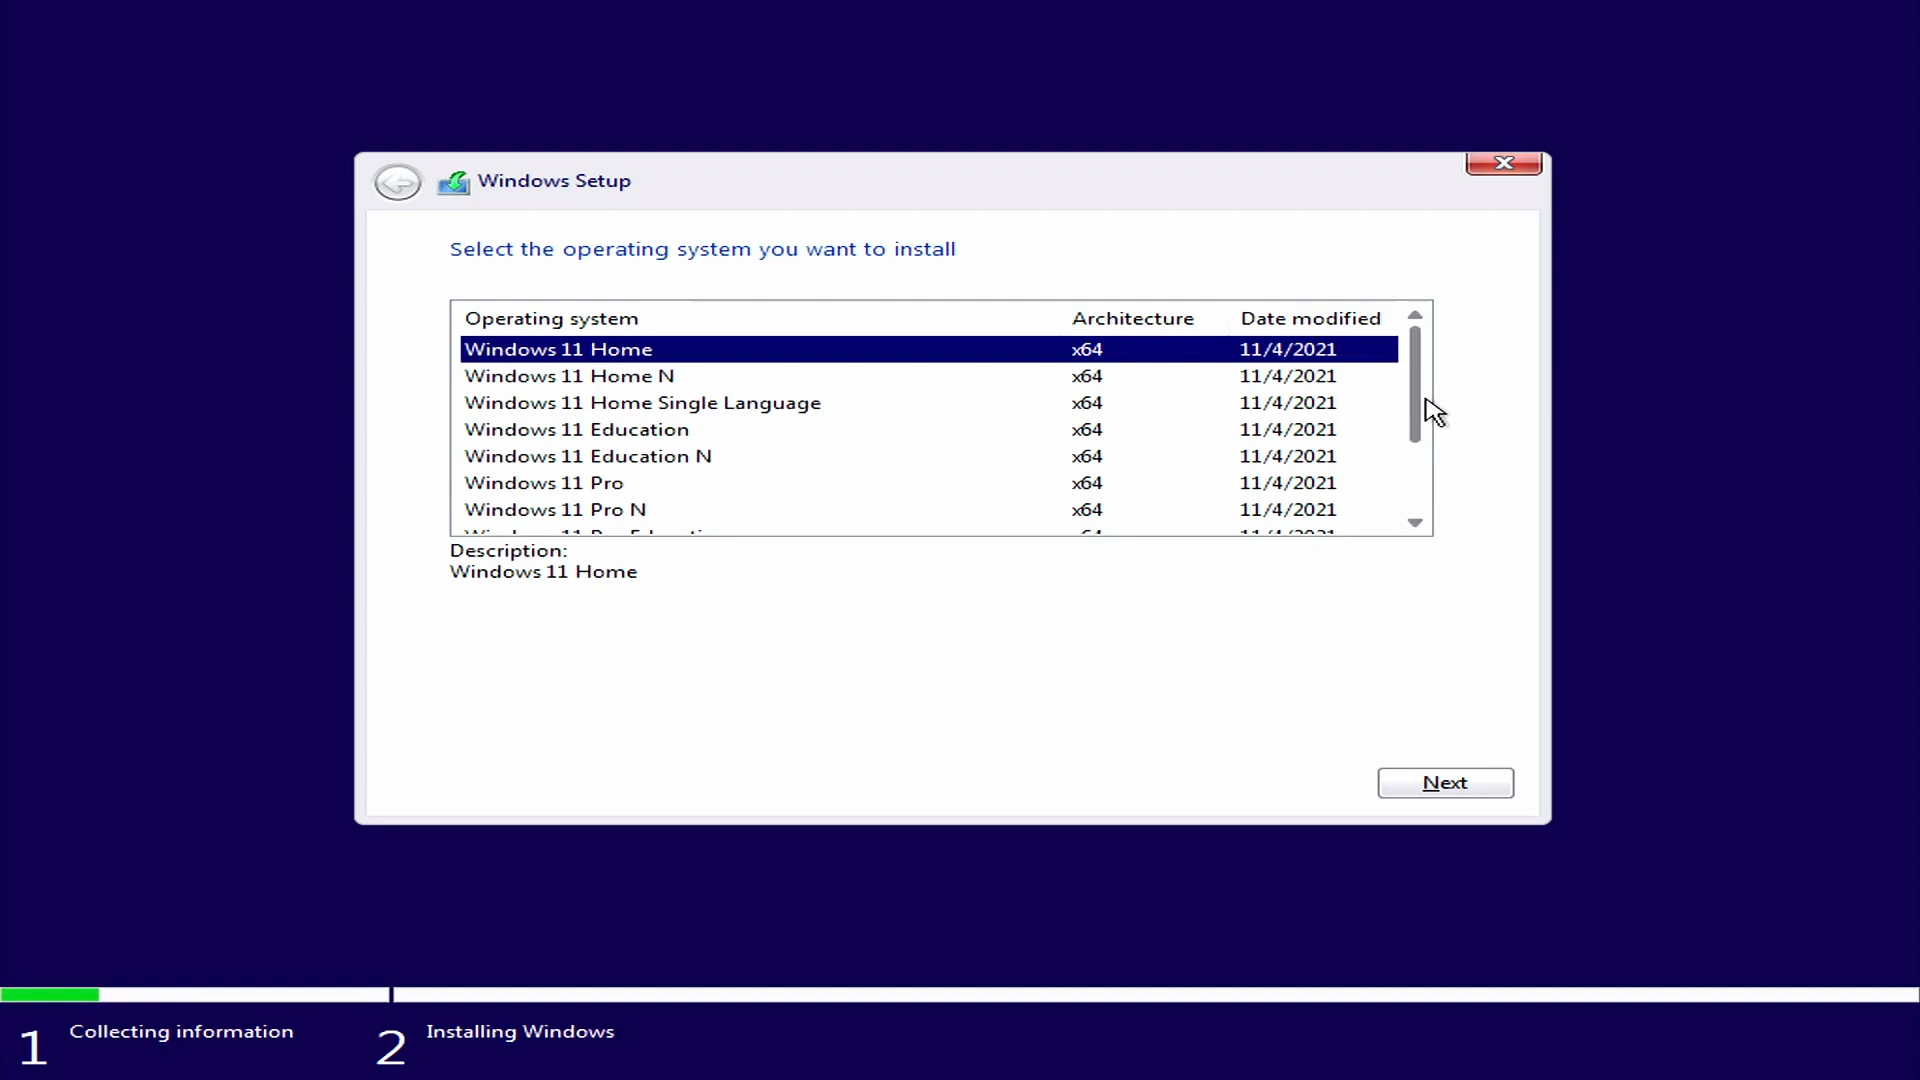 Windows Setup
Select the operating system you want to install
Operating system Architecture Date modified
Windows 11 Home x64 11/4/2021
Windows 11 Home N x64 11/4/2021
Windows 11 Home Single Language x64 11/4/2021
Windows 11 Education x64 11/4/2021
Windows 11 Education N x64 11/4/2021
Windows 11 Pro x64 11/4/2021
Windows 11 Pro N x64 11/4/2021
Description:
Windows 11 Home
Next
1 Collecting information 2 Installing Windows